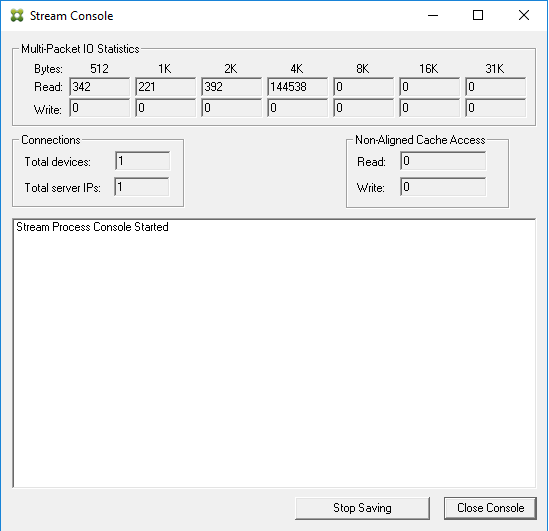 Stream Console
Multi-Packet IO Statistics
Bytes: 512 1K 2K 4K 8K 16K 31K
Read: 342 221 392 144538 0 0 0
Write: 0 0 0 0 0 0 0
Connections
Total devices: 1
Total server IPs: 1
Non-Aligned Cache Access
Read: 0
Write: 0
Stream Process Console Started
Stop Saving Close Console